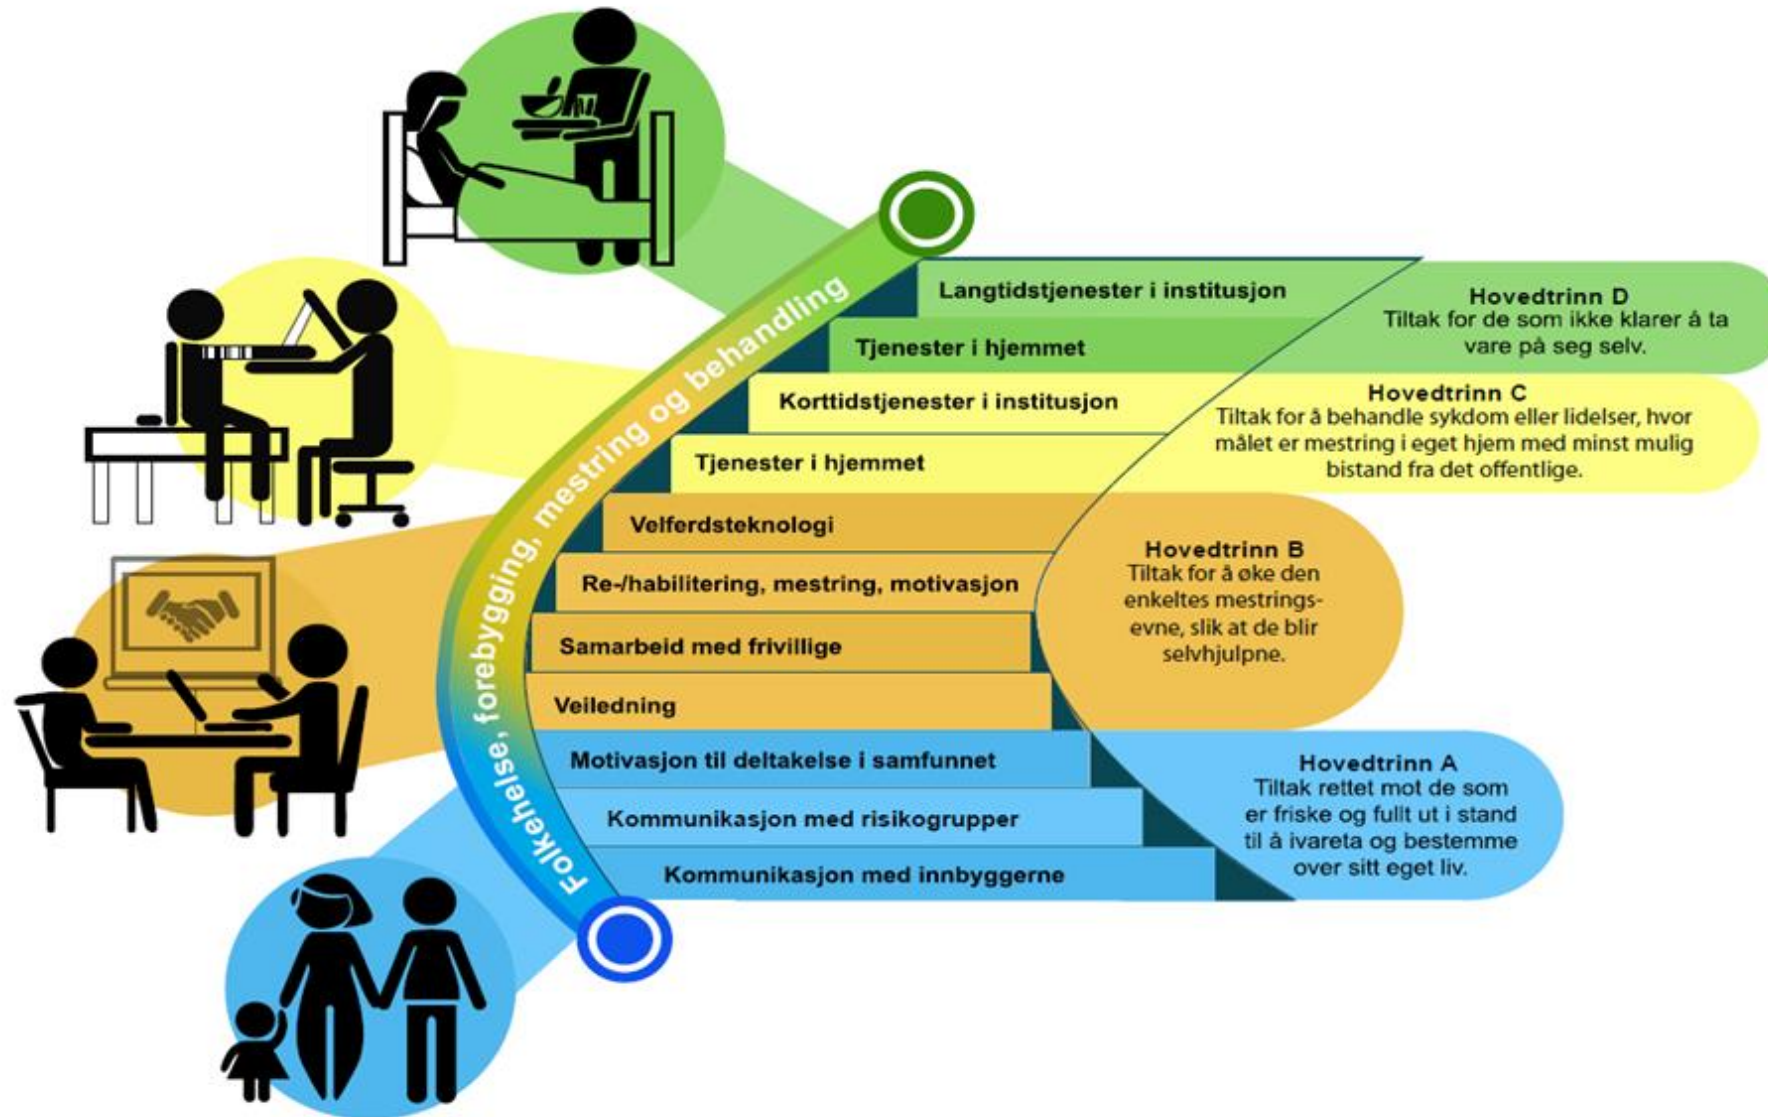 Folkehelse, forebygging, mestring og behandling
Langtidstjenester i institusjon
Tjenester i hjemmet
Korttidstjenester i institusjon
Tjenester i hjemmet
Velferdsteknologi
Re-/habilitering, mestring, motivasjon
Samarbeid med frivillige
Veiledning
Motivasjon til deltakelse i samfunnet
Kommunikasjon med risikogrupper
Kommunikasjon med innbyggerne
Hovedtrinn D
Tiltak for de som ikke klarer å ta
vare på seg selv.
Hovedtrinn C
Tiltak for å behandle sykdom eller lidelser, hvor
målet er mestring i eget hjem med minst mulig
bistand fra det offentlige.
Hovedtrinn B
Tiltak for å øke den
enkeltes mestrings-
evne, slik at de blir
selvhjulpne.
Hovedtrinn A
Tiltak rettet mot de som
er friske og fullt ut i stand
til å ivareta og bestemme
over sitt eget liv.